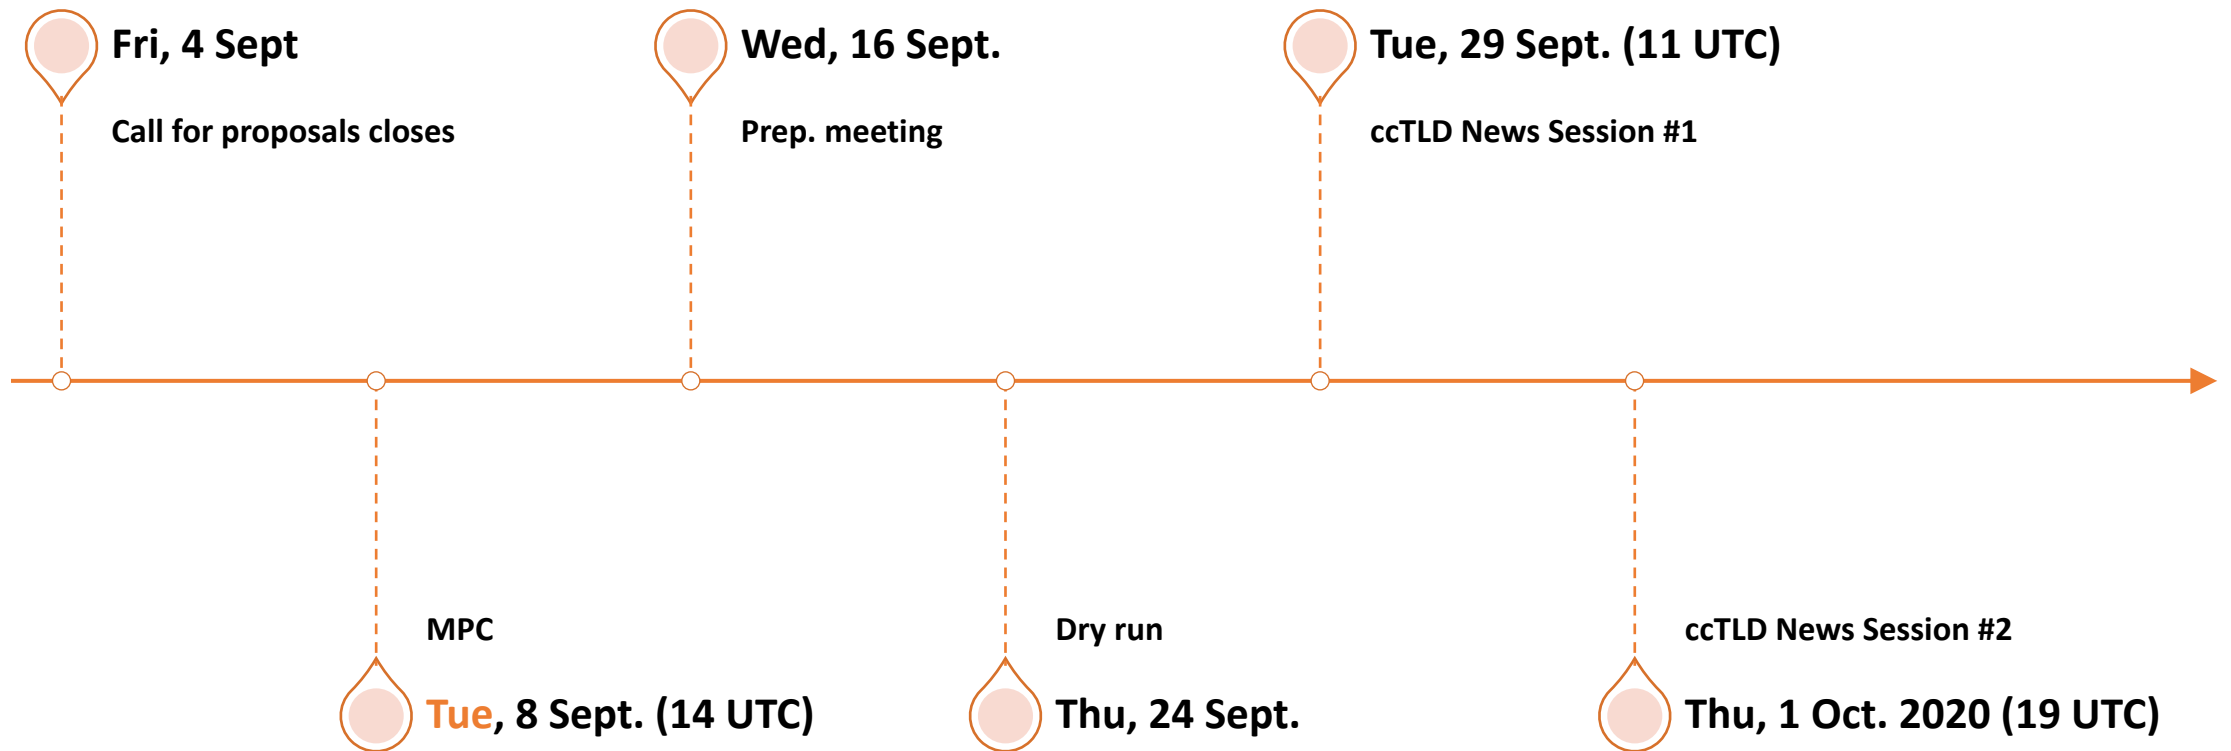 Fri, 4 Sept
Call for proposals closes
Wed, 16 Sept.
Prep. meeting
Tue, 29 Sept. (11 UTC)
ccTLD News Session #1
MPC
Tue, 8 Sept. (14 UTC)
Dry run
Thu, 24 Sept.
ccTLD News Session #2
Thu, 1 Oct. 2020 (19 UTC)